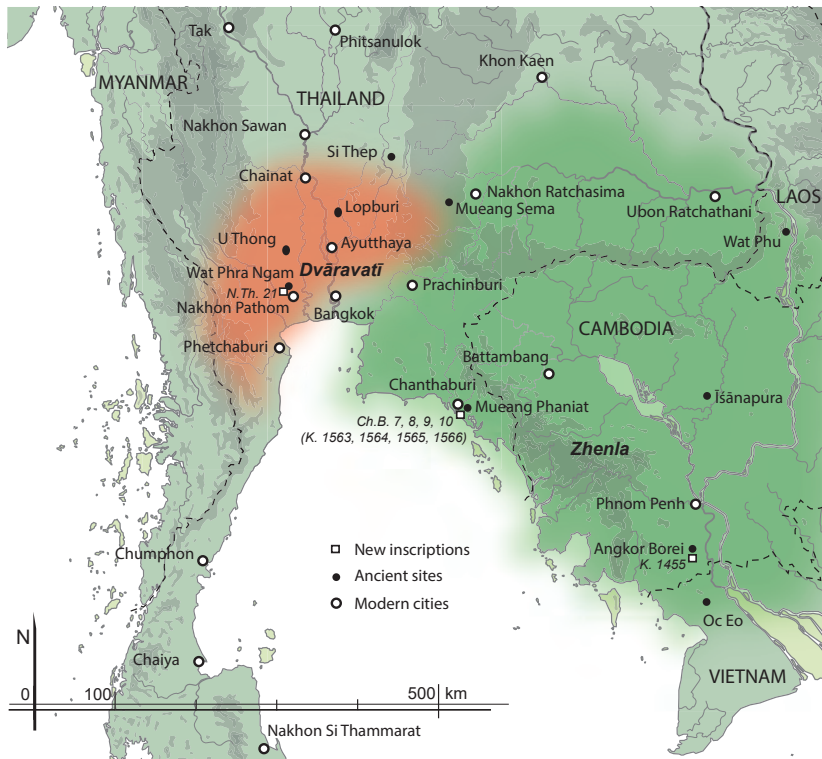 Tak
Phitsanulok
Khon Kaen
MYANMAR
THAILAND
Nakhon Sawan
Si Thep
Chainat
Nakhon Ratchasima
LAOS
Lopburi
Mueang Sema
Ubon Ratchathani
U Thong
Ayutthaya
Wat Phu
Wat Phra Ngam
Dvāravatī
N.Th. 21
Prachinburi
Nakhon Pathom
Bangkok
CAMBODIA
Phetchaburi
Battambang
Chanthaburi
Mueang Phaniat
Īśānapura
Ch.B. 7, 8, 9, 10
(K. 1563, 1564, 1565, 1566)
Zhenla
Phnom Penh
Chumphon
New inscriptions
Angkor Borei
K. 1455
Ancient sites
Modern cities
Oc Eo
N
Chaiya
VIETNAM
0 100 500 km
Nakhon Si Thammarat